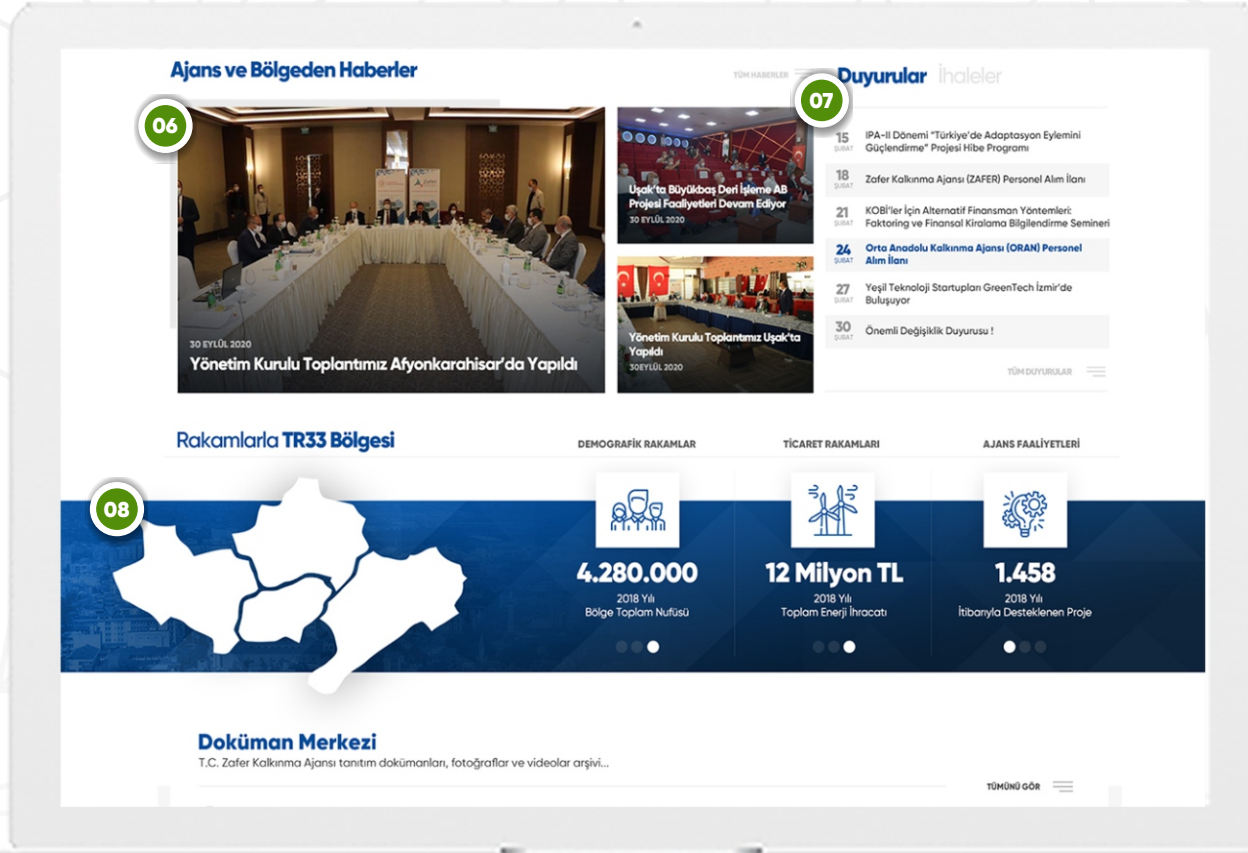 Ajans ve Bölgeden Haberler
TÜM HABERLER
06
30 EYLÜL 2020
Yönetim Kurulu Toplantımız Afyonkarahisar'da Yapıldı
Uşak'ta Büyükbaş Deri İşleme AB
Projesi Faaliyetleri Devam Ediyor
30 EYLÜL 2020
Yönetim Kurulu Toplantımız Uşak'ta
Yapıldı
30EYLÜL 2020
07
Duyurular İhaleler
15 ŞUBAT
IPA-II Dönemi "Türkiye'de Adaptasyon Eylemini
Güçlendirme" Projesi Hibe Programı
18 ŞUBAT
Zafer Kalkınma Ajansı (ZAFER) Personel Alım İlanı
21 ŞUBAT
KOBİ'ler İçin Alternatif Finansman Yöntemleri:
Faktoring ve Finansal Kiralama Bilgilendirme Semineri
24 ŞUBAT
Orta Anadolu Kalkınma Ajansı (ORAN) Personel
Alım İlanı
27 ŞUBAT
Yeşil Teknoloji Startupları GreenTech İzmir'de
Buluşuyor
30 ŞUBAT
Önemli Değişiklik Duyurusu !
TÜM DUYURULAR
Rakamlarla TR33 Bölgesi
08
DEMOGRAFİK RAKAMLAR
4.280.000
2018 Yılı
Bölge Toplam Nufüsü
TİCARET RAKAMLARI
12 Milyon TL
2018 Yılı
Toplam Enerji İhracatı
AJANS FAALİYETLERİ
1.458
2018 Yılı
İtibarıyla Desteklenen Proje
Doküman Merkezi
T.C. Zafer Kalkınma Ajansı tanıtım dokümanları, fotoğraflar ve videolar arşivi...
TÜMÜNÜ GÖR